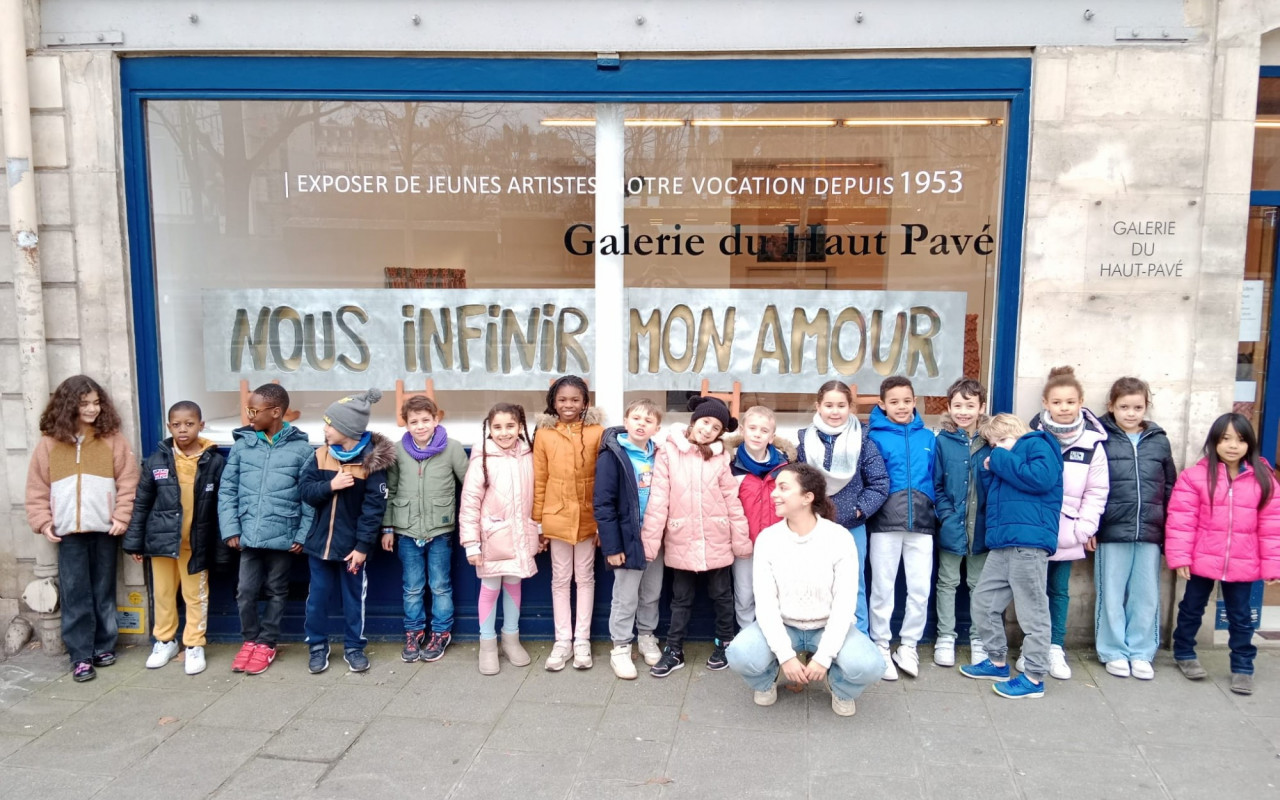 | EXPOSER DE JEUNES ARTISTES NOTRE VOCATION DEPUIS 1953
Galerie du Haut Pavé
NOUS iNFiNiR MON AMOUR
GALERIE
DU
HAUT-PAVÉ